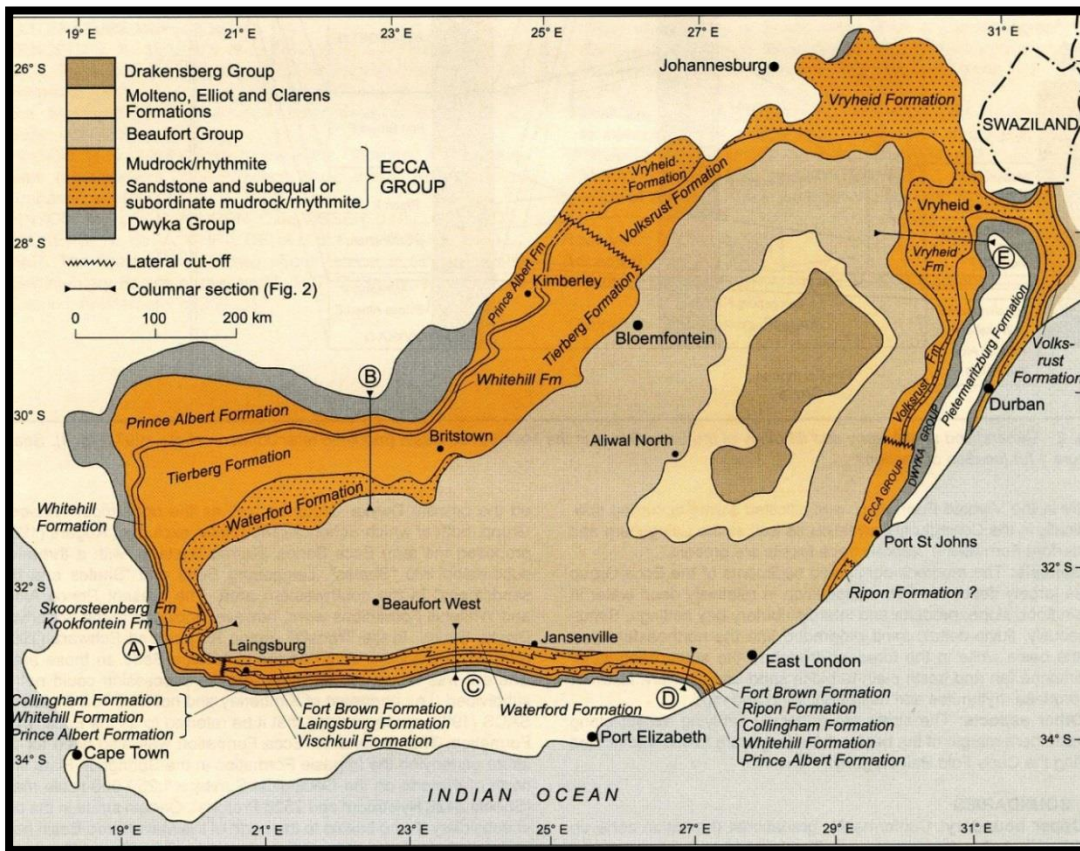 19° E
21° E
23° E
25° E
27° E
29° E
31° E
26° S
28° S
30° S
32° S
34° S
Drakensberg Group
Molteno, Elliot and Clarens
Formations
Beaufort Group
Mudrock/rhythmite
Sandstone and subequal or
subordinate mudrock/rhythmite
ECCA
GROUP
Dwyka Group
Lateral cut-off
Columnar section (Fig. 2)
0 100 200 km
Johannesburg
Vryheid Formation
SWAZILAND
Vryheid
Formation
Volksrust Formation
Vryheid
Vryheid
Fm
E
Prince Albert Fm
Kimberley
Tierberg Formation
Bloemfontein
Whitehill Fm
Pietermaritzburg Formation
Volks-
rust
Formation
Volksrust Fm
DWYKA GROUP
Durban
B
Prince Albert Formation
Britstown
Aliwal North
Tierberg Formation
Waterford Formation
ECCA GROUP
Port St Johns
Whitehill
Formation
32° S
Ripon Formation ?
Skoorsteenberg Fm
Kookfontein Fm
Beaufort West
A
Laingsburg
Jansenville
East London
Collingham Formation
Whitehill Formation
Prince Albert Formation
Fort Brown Formation
Laingsburg Formation
Vischkuil Formation
C
Waterford Formation
D
Fort Brown Formation
Ripon Formation
Collingham Formation
Whitehill Formation
Prince Albert Formation
Cape Town
Port Elizabeth
34° S
INDIAN OCEAN
19° E
21° E
23° E
25° E
27° E
29° E
31° E